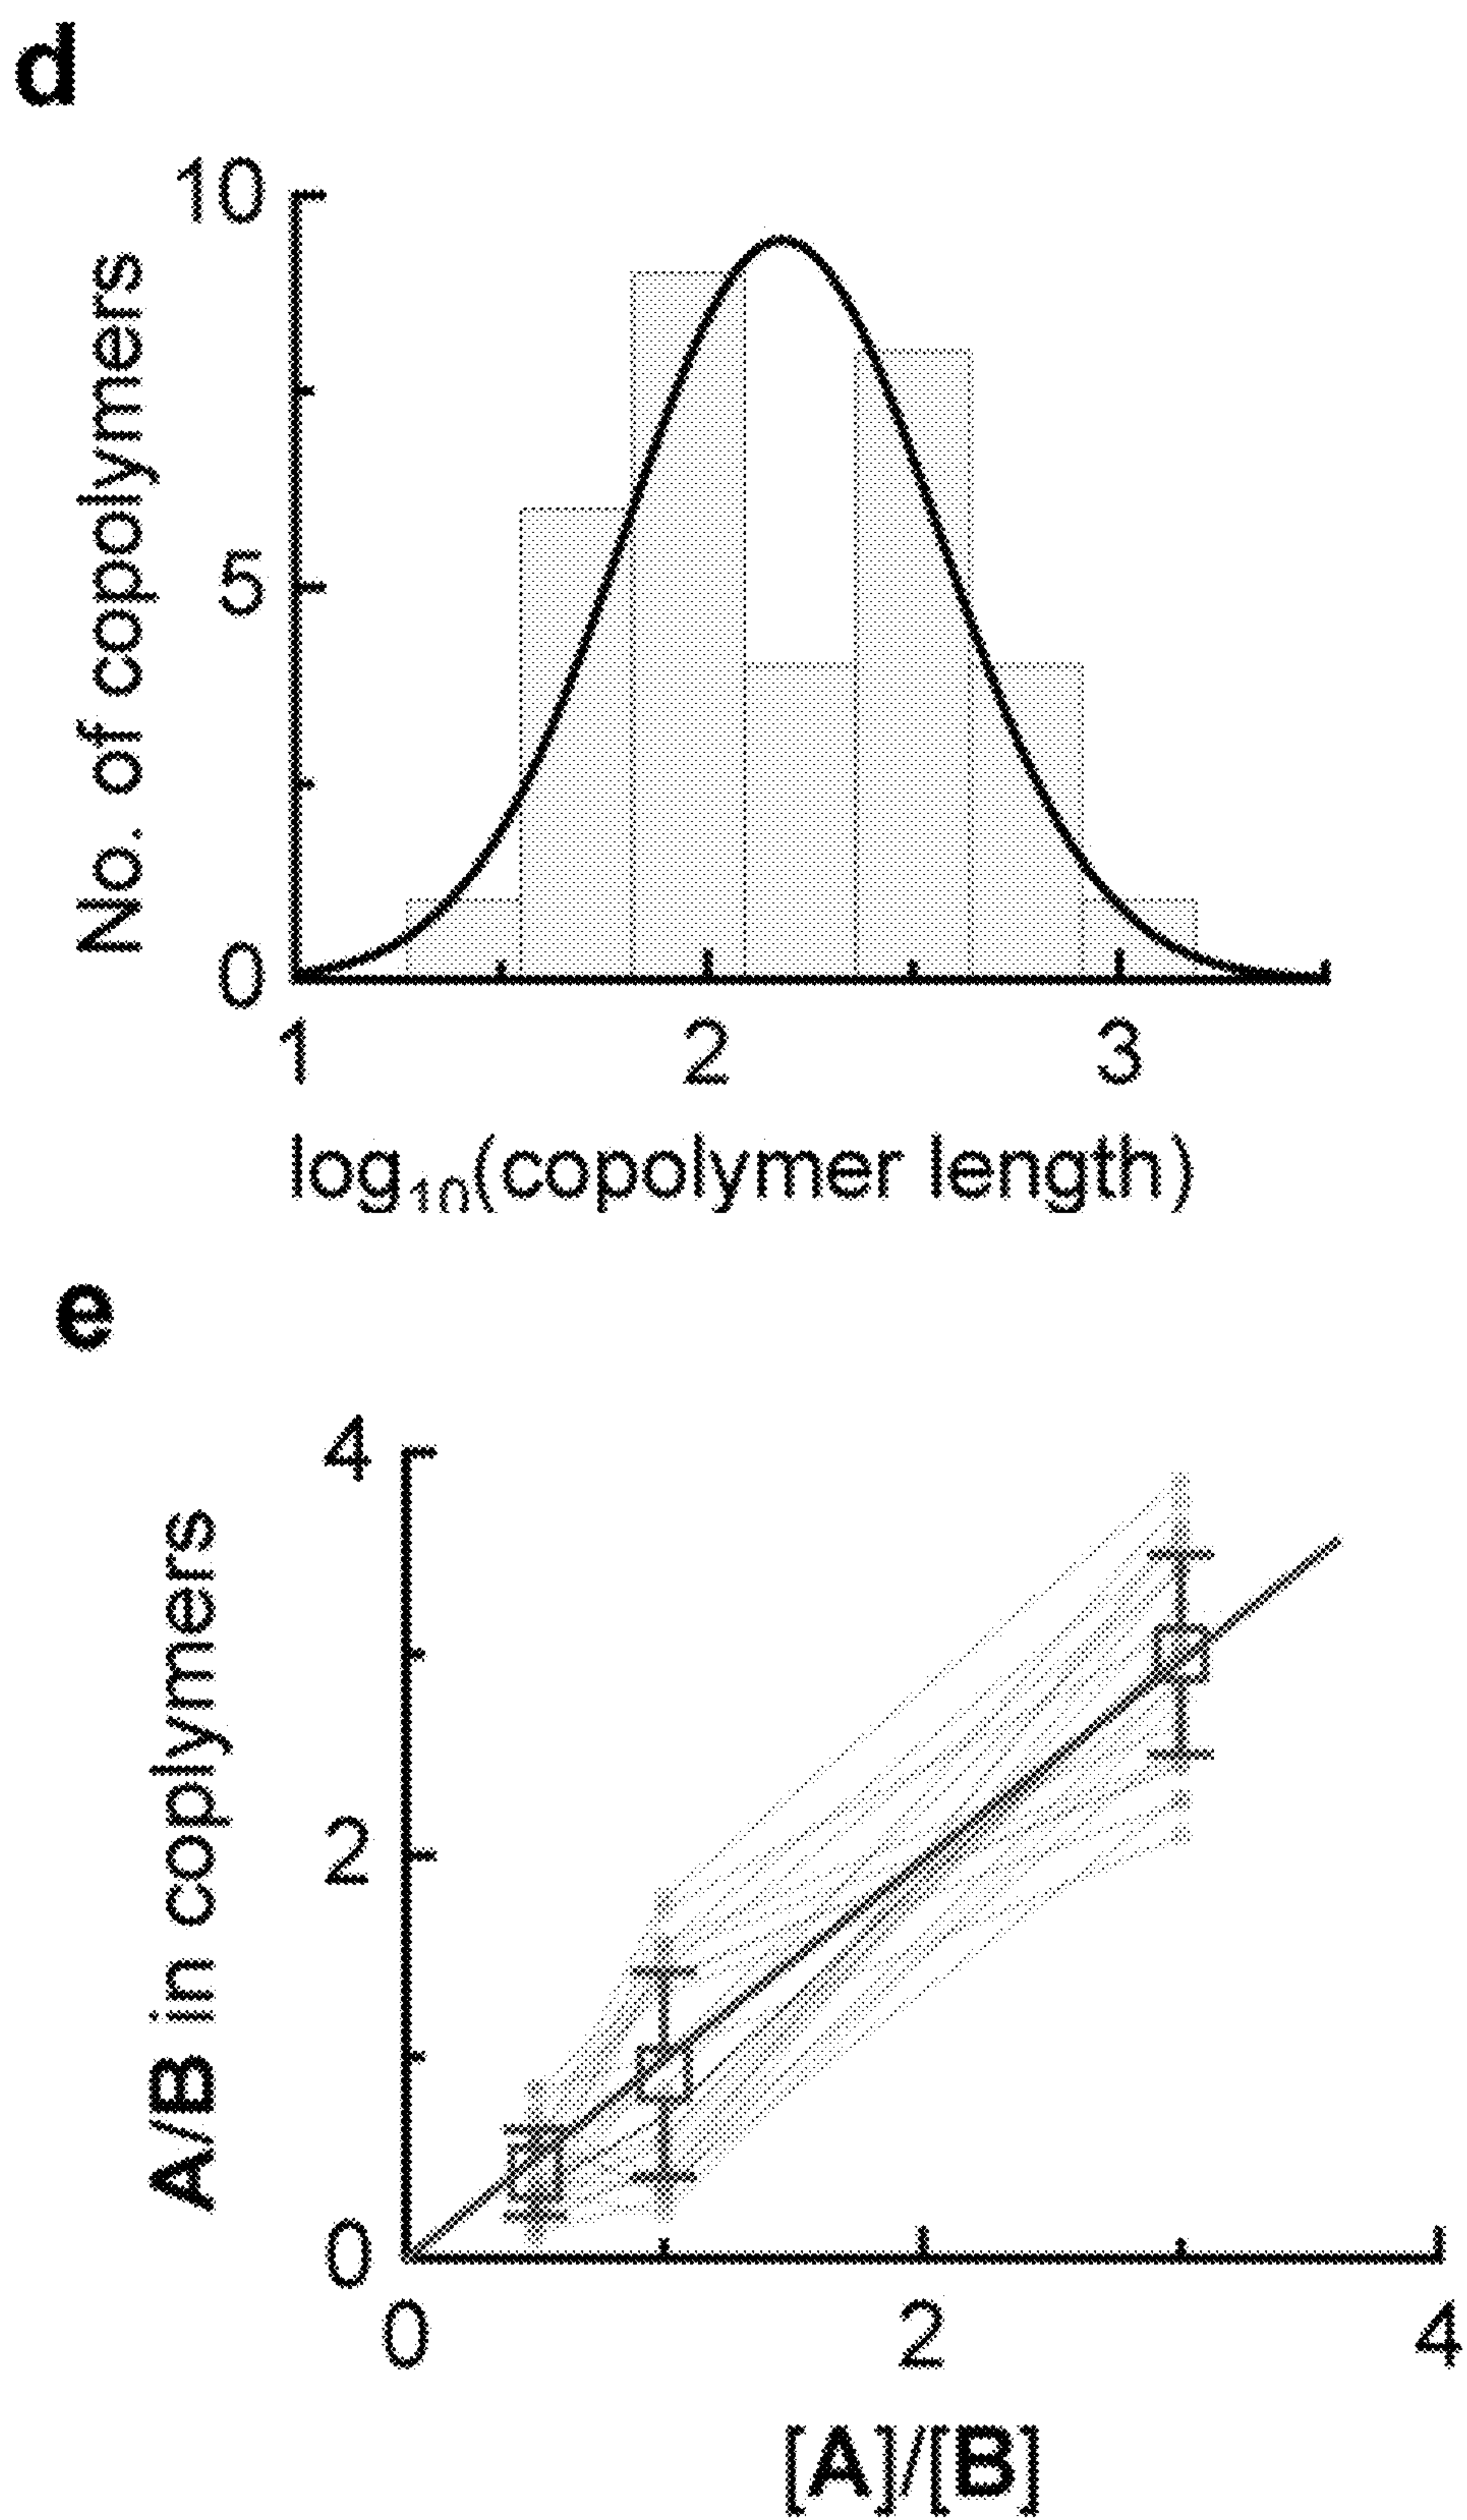 d
10
No. of copolymers
5
0
1 2 3
log10(copolymer length)
e
4
A/B in coplymers
2
0
0 2 4
[A]/[B]